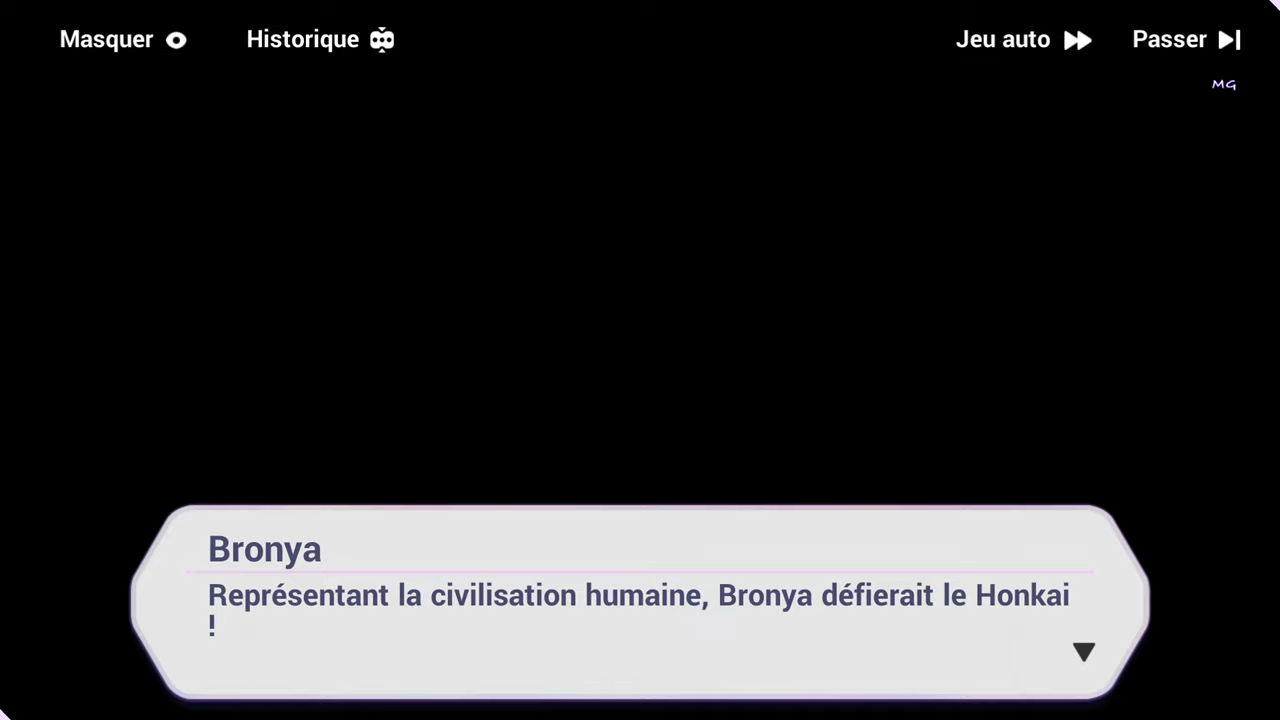 Masquer Historique Jeu auto Passer
MG
Bronya
Représentant la civilisation humaine, Bronya défierait le Honkai
!